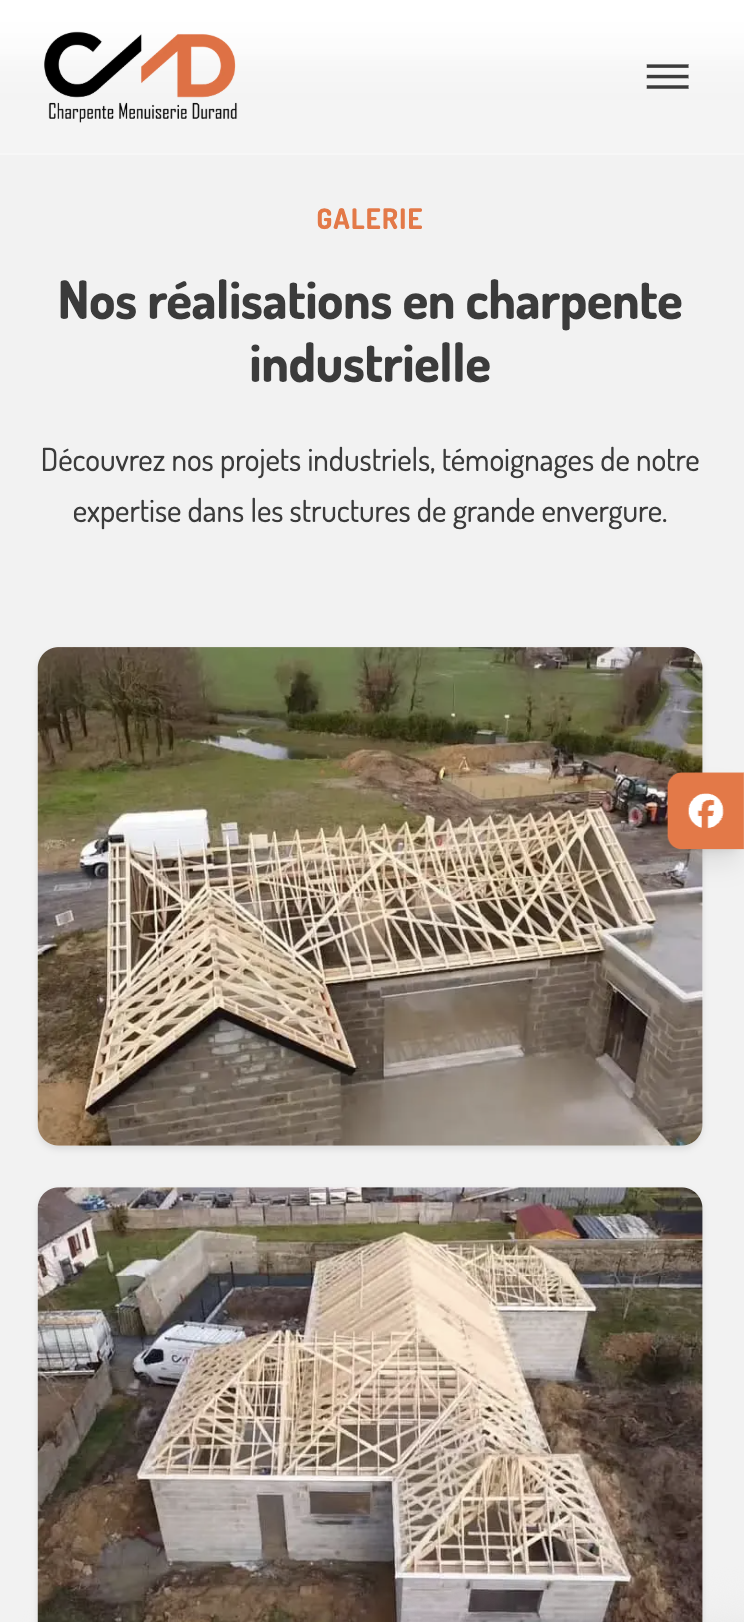 CMD
Charpente Menuiserie Durand
GALERIE
Nos réalisations en charpente
industrielle
Découvrez nos projets industriels, témoignages de notre
expertise dans les structures de grande envergure.